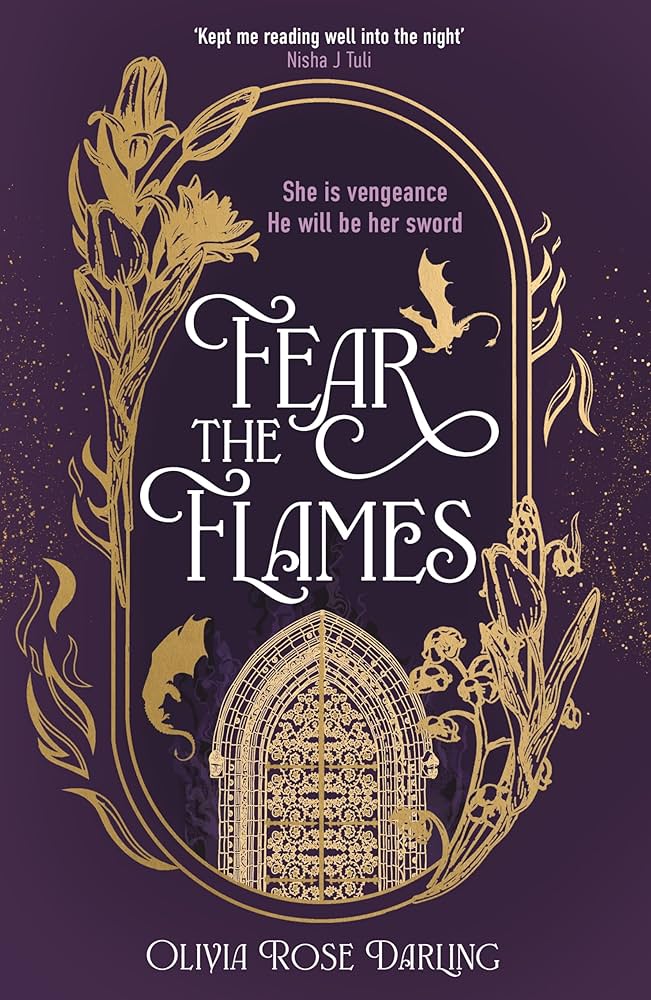 ‘Kept me reading well into the night’
Nisha J Tuli
She is vengeance
He will be her sword
FEAR
THE
FLAMES
OLIVIA ROSE DARLING